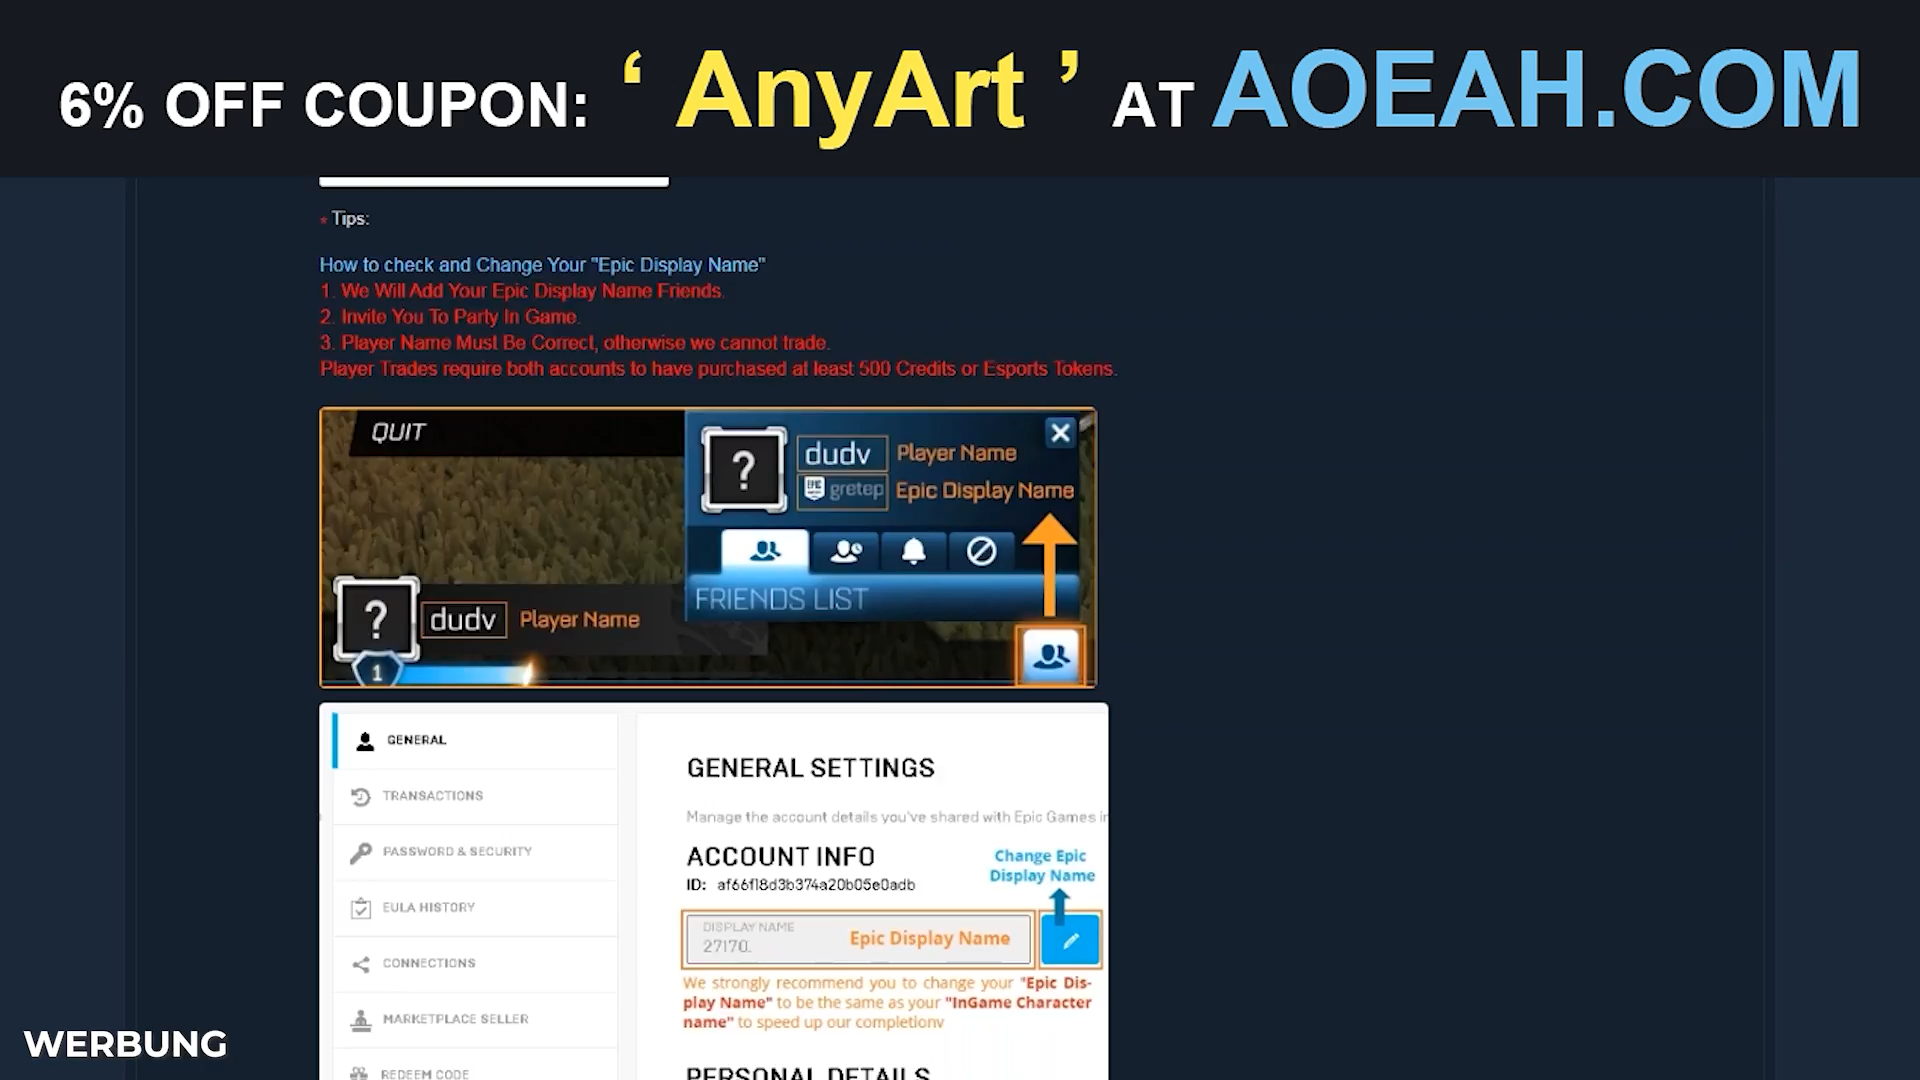 6% OFF COUPON: ‘ AnyArt ’ AT AOEAH.COM
* Tips:
How to check and Change Your "Epic Display Name"
1. We Will Add Your Epic Display Name Friends.
2. Invite You To Party In Game.
3. Player Name Must Be Correct, otherwise we cannot trade.
Player Trades require both accounts to have purchased at least 500 Credits or Esports Tokens.
QUIT
? dudv Player Name
EPIC gretep Epic Display Name
FRIENDS LIST
? dudv Player Name
1
GENERAL
TRANSACTIONS
PASSWORD & SECURITY
EULA HISTORY
CONNECTIONS
MARKETPLACE SELLER
REDEEM CODE
GENERAL SETTINGS
Manage the account details you've shared with Epic Games in
ACCOUNT INFO
ID: af66f18d3b374a20b05e0adb
Change Epic
Display Name
DISPLAY NAME
27170.
Epic Display Name
We strongly recommend you to change your "Epic Dis-
play Name" to be the same as your "InGame Character
name" to speed up our completionv
PERSONAL DETAILS
WERBUNG